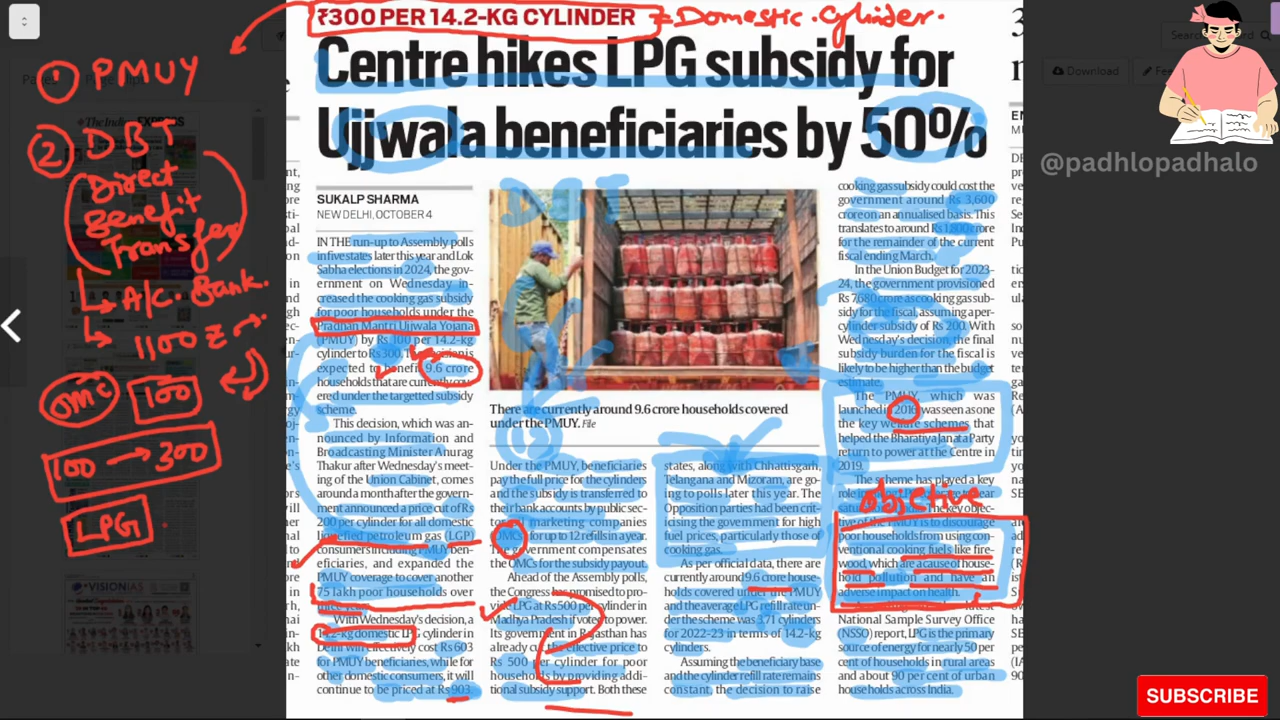 ₹300 PER 14.2-KG CYLINDER
Domestic. Cylinder.
Centre hikes LPG subsidy for
Ujjwala beneficiaries by 50%
① PMUY
② DBT
Direct
Benefit
Transfer
A/C. Bank.
1100
OMC 100
100 → 300
LPG
SUKALP SHARMA
NEW DELHI, OCTOBER 4
IN THE run-up to Assembly polls
in five states later this year and Lok
Sabha elections in 2024, the gov-
ernment on Wednesday in-
creased the cooking gas subsidy
for poor households under the
Pradhan Mantri Ujjwala Yojana
(PMUY) by Rs 100 per 14.2-kg
cylinder to Rs 300. The decision is
expected to benefit 9.6 crore
households that are currently cov-
ered under the targetted subsidy
scheme.
This decision, which was an-
nounced by Information and
Broadcasting Minister Anurag
Thakur after Wednesday's meet-
ing of the Union Cabinet, comes
around a month after the govern-
ment announced a price cut of Rs
200 per cylinder for all domestic
liquefied petroleum gas (LGP)
consumers including PMUY ben-
eficiaries, and expanded the
PMUY coverage to cover another
75 lakh poor households over
With Wednesday's decision, a
14.2-kg domestic LPG cylinder in
Delhi will effectively cost Rs 603
for PMUY beneficiaries, while for
other domestic consumers, it will
continue to be priced at Rs 903.
There are currently around 9.6 crore households covered
under the PMUY. File
Under the PMUY, beneficiaries
pay the full price for the cylinders
and the subsidy is transferred to
their bank accounts by public sec-
tor oil marketing companies
(OMCs) for up to 12 refills in a year.
The government compensates
the OMCs for the subsidy payout.
Ahead of the Assembly polls,
the Congress has promised to pro-
vide LPG at Rs 500 per cylinder in
Madhya Pradesh if voted to power.
Its government in Rajasthan has
already cut the effective price to
Rs 500 per cylinder for poor
households by providing addi-
tional subsidy support. Both these
states, along with Chhattisgarh,
Telangana and Mizoram, are go-
ing to polls later this year. The
Opposition parties had been crit-
icising the government for high
fuel prices, particularly those of
cooking gas.
As per official data, there are
currently around 9.6 crore house-
holds covered under the PMUY
and the average LPG refill rate un-
der the scheme was 3.71 cylinders
for 2022-23 in terms of 14.2-kg
cylinders.
Assuming the beneficiary base
and the cylinder refill rate remains
constant, the decision to raise
cooking gas subsidy could cost the
government around Rs 3,600
crore on an annualised basis. This
translates to around Rs 1,800 crore
for the remainder of the current
fiscal ending March.
In the Union Budget for 2023-
24, the government provisioned
Rs 7,680 crore as cooking gas sub-
sidy for the fiscal, assuming a per-
cylinder subsidy of Rs 200. With
Wednesday's decision, the final
subsidy burden for the fiscal is
likely to be higher than the budget
estimate.
The PMUY, which was
launched in 2016, was seen as one
the key welfare schemes that
helped the Bharatiya Janata Party
return to power at the Centre in
2019.
The scheme has played a key
objective
tive of the PMUY is to discourage
poor households from using con-
ventional cooking fuels like fire-
wood, which are a cause of house-
hold pollution and have an
adverse impact on health.
National Sample Survey Office
(NSSO) report, LPG is the primary
source of energy for nearly 50 per
cent of households in rural areas
and about 90 per cent of urban
households across India.
Download
@padhlopadhalo
VISIONIAS
SUBSCRIBE